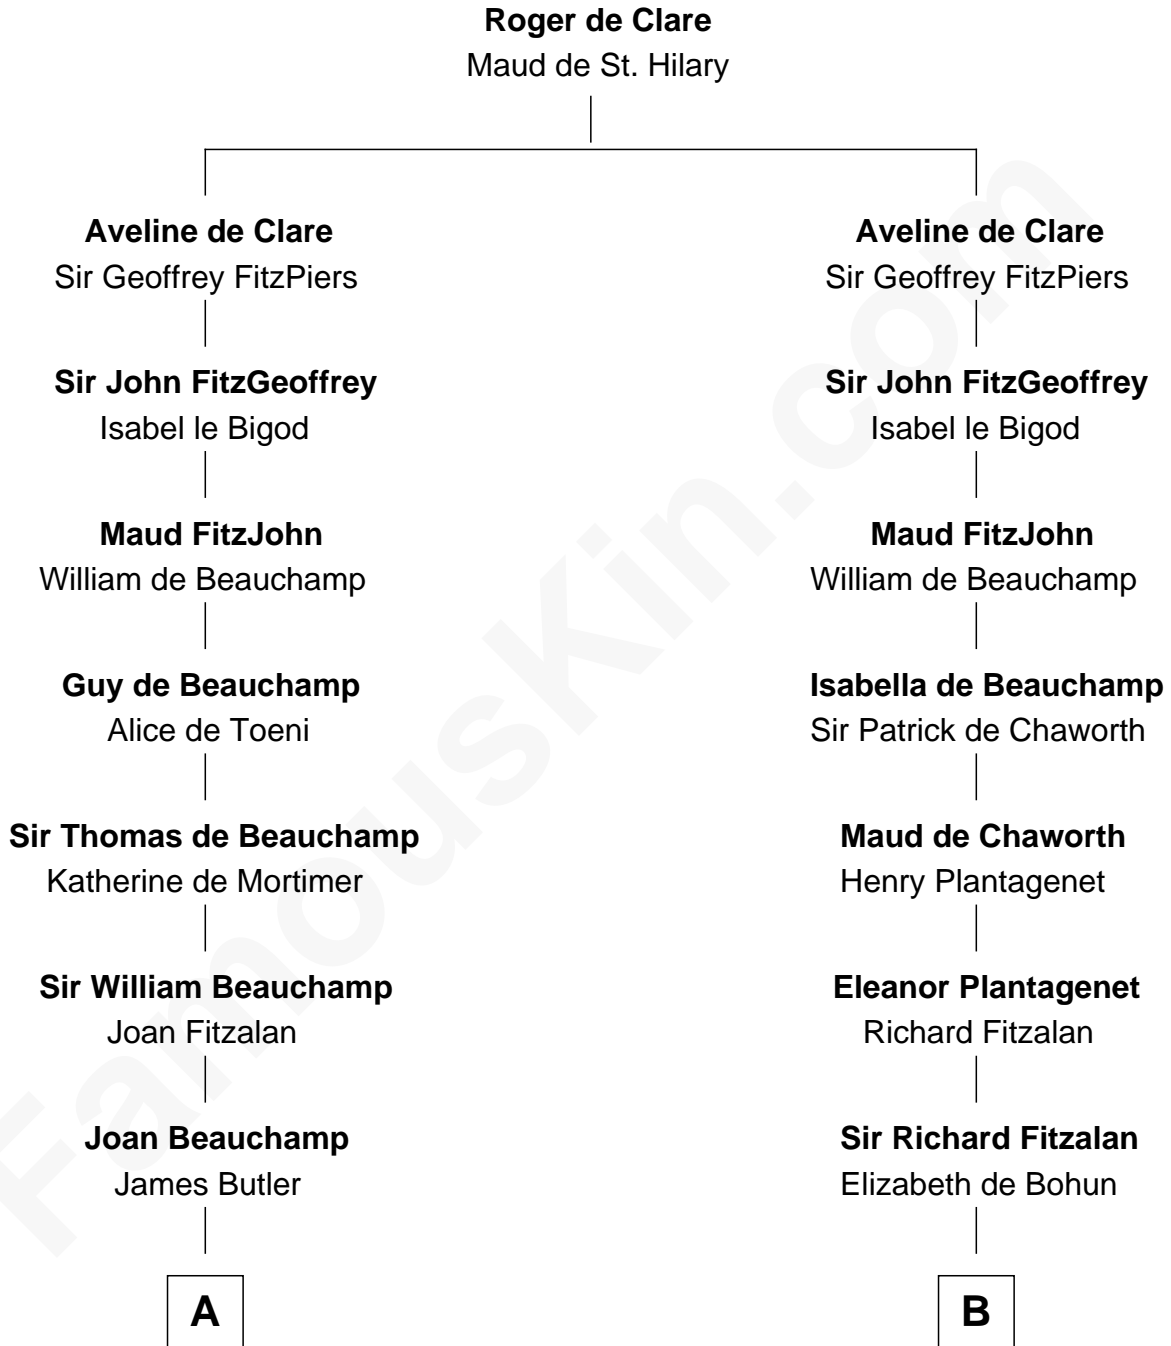 Roger de Clare
Maud de St. Hilary
Aveline de Clare
Sir Geoffrey FitzPiers
Aveline de Clare
Sir Geoffrey FitzPiers
Sir John FitzGeoffrey
Isabel le Bigod
Sir John FitzGeoffrey
Isabel le Bigod
Maud FitzJohn
William de Beauchamp
Maud FitzJohn
William de Beauchamp
Guy de Beauchamp
Alice de Toeni
Isabella de Beauchamp
Sir Patrick de Chaworth
Sir Thomas de Beauchamp
Katherine de Mortimer
Maud de Chaworth
Henry Plantagenet
Sir William Beauchamp
Joan Fitzalan
Eleanor Plantagenet
Richard Fitzalan
Joan Beauchamp
James Butler
Sir Richard Fitzalan
Elizabeth de Bohun
A
B
FamousKin.com